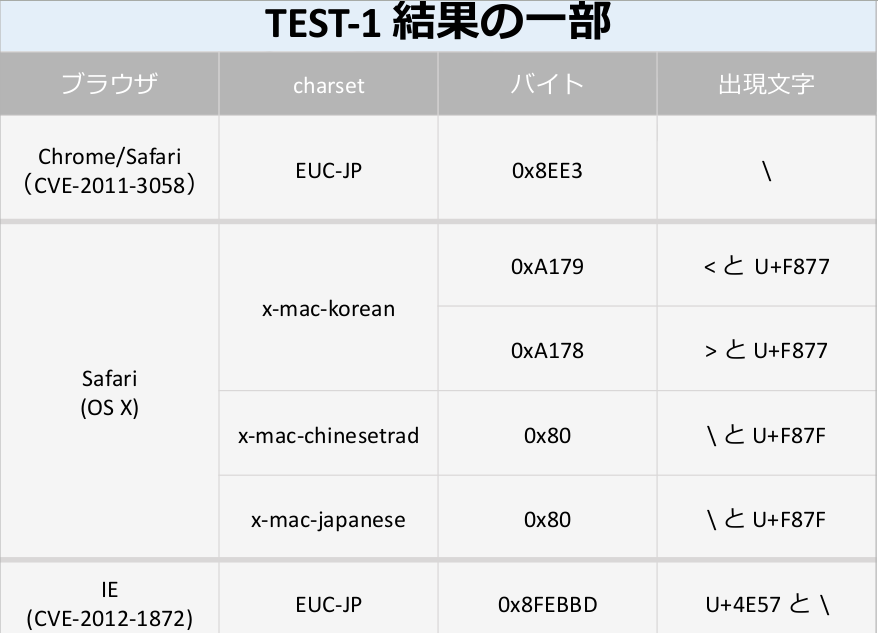 TEST-1 結果の一部
ブラウザ charset バイト 出現文字
Chrome/Safari
（CVE-2011-3058） EUC-JP 0x8EE3 \
Safari
(OS X) x-mac-korean 0xA179 < と U+F877
0xA178 > と U+F877
x-mac-chinesetrad 0x80 \ と U+F87F
x-mac-japanese 0x80 \ と U+F87F
IE
(CVE-2012-1872) EUC-JP 0x8FEBBD U+4E57 と \